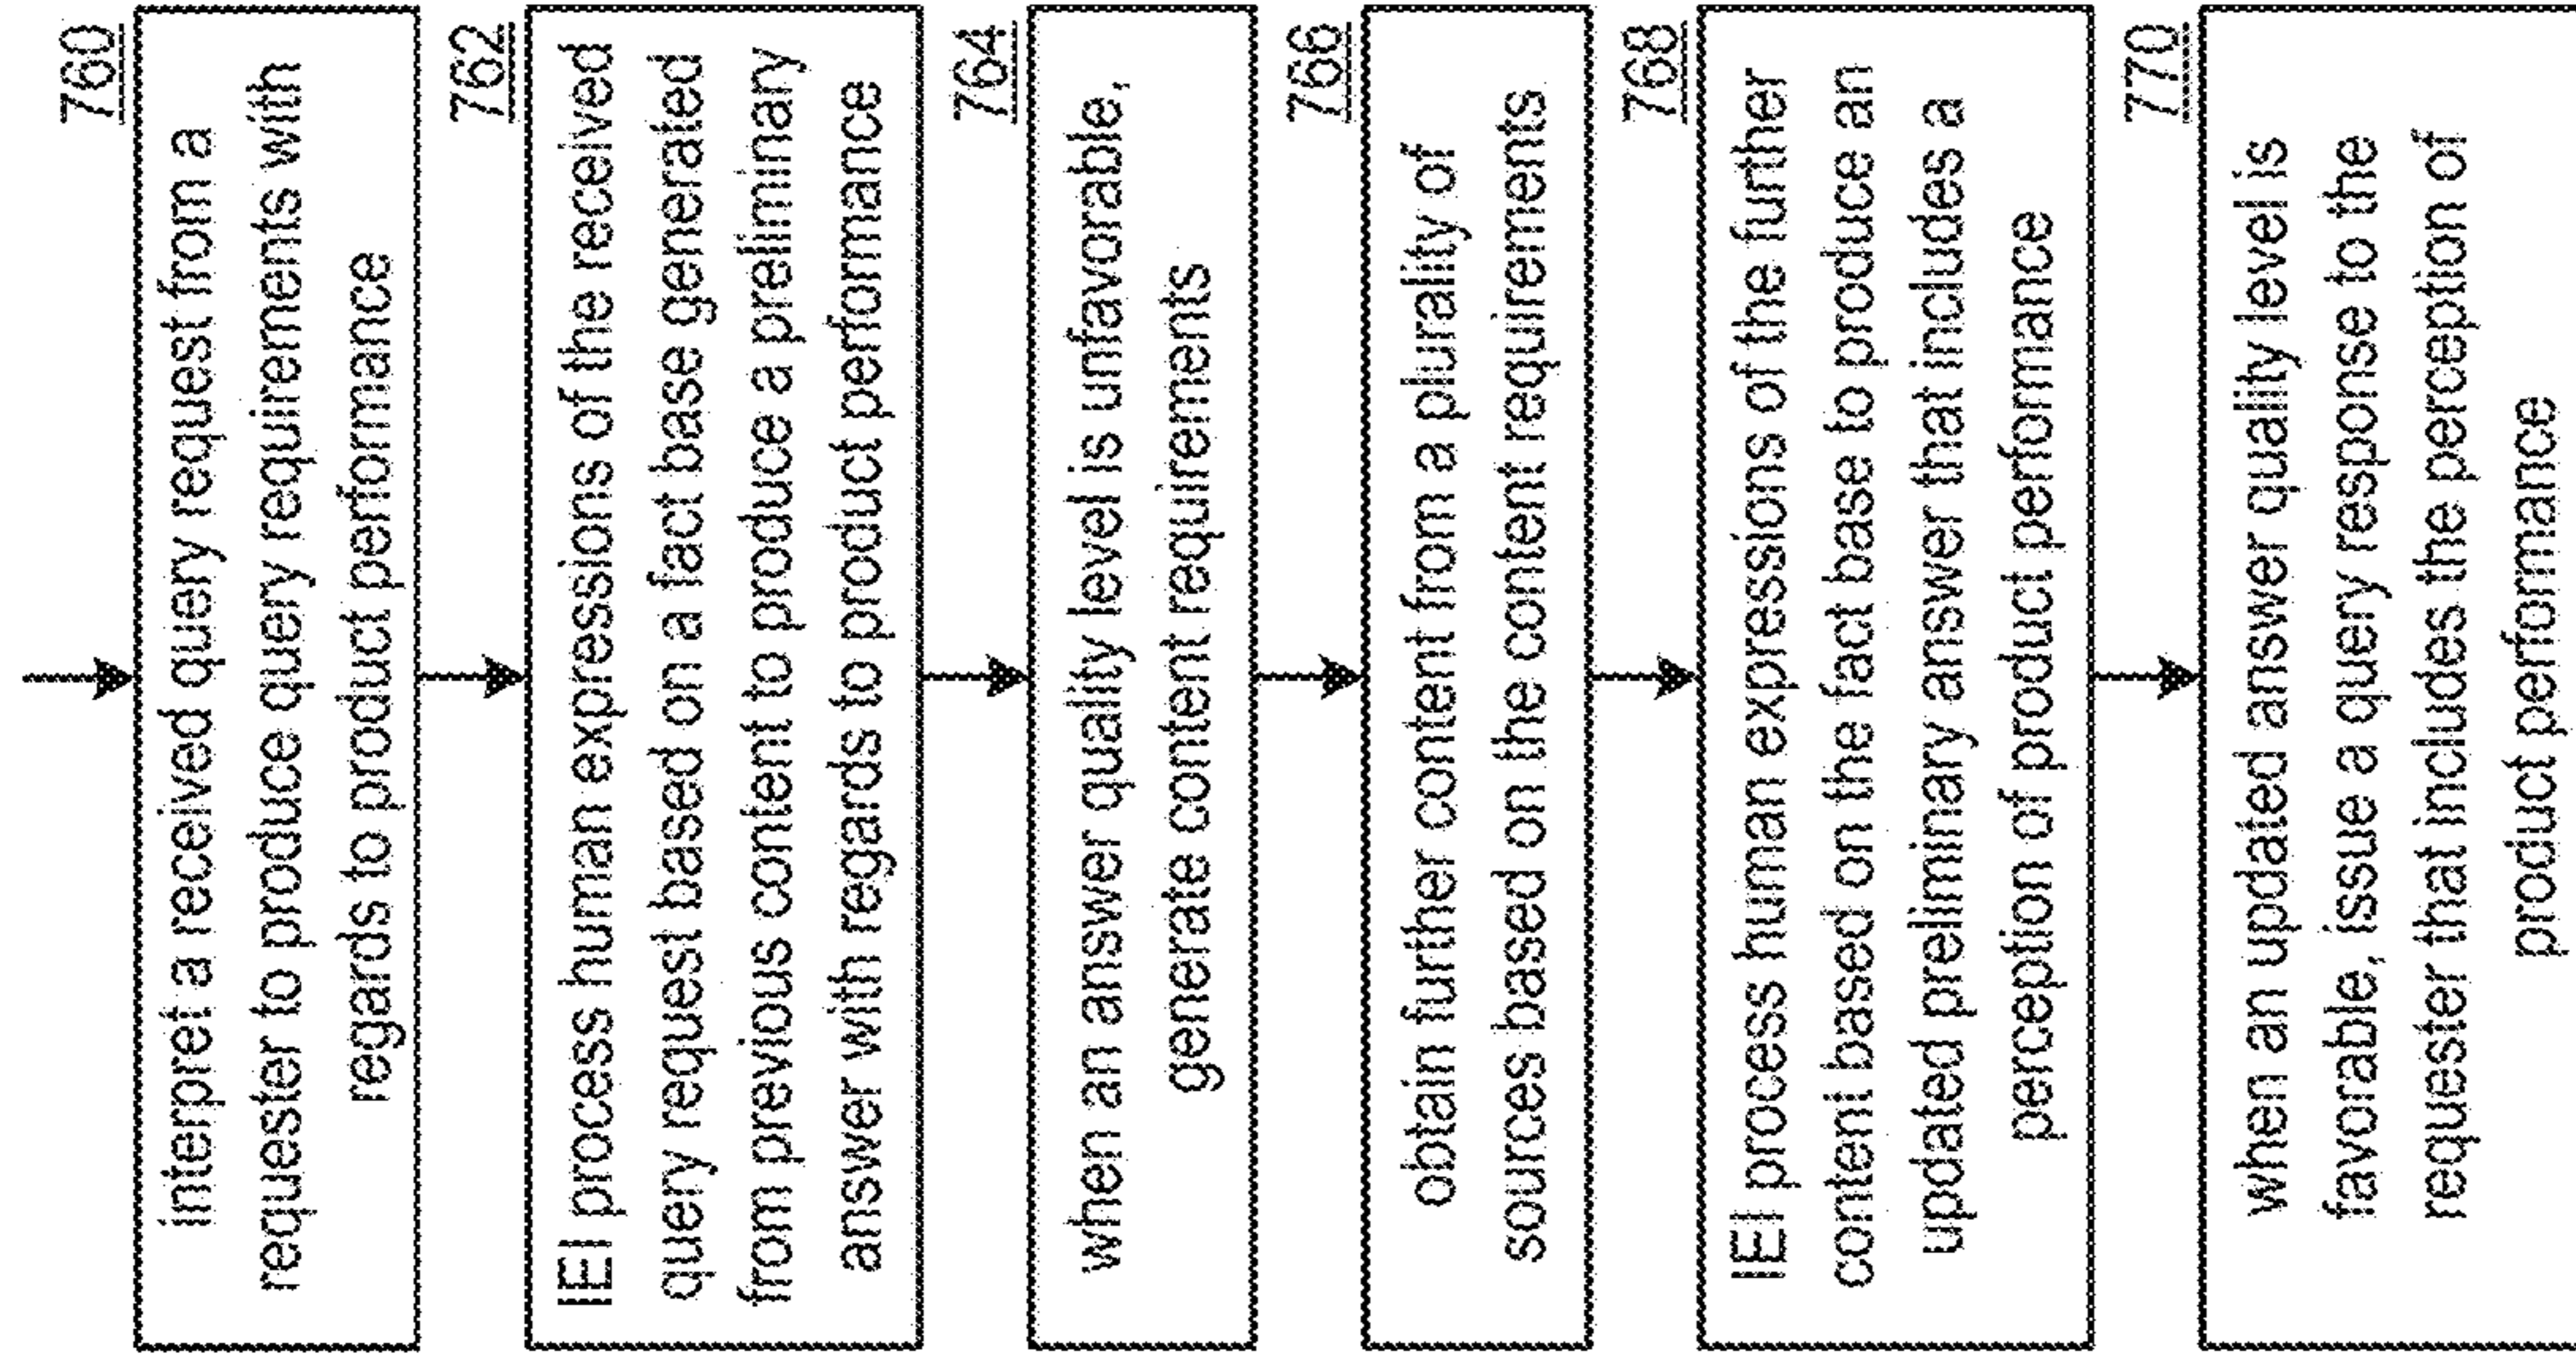 760
interpret a received query request from a
requester to produce query requirements with
regards to product performance
762
IEI process human expressions of the received
query request based on a fact base generated
from previous content to produce a preliminary
answer with regards to product performance
764
when an answer quality level is unfavorable,
generate content requirements
766
obtain further content from a plurality of
sources based on the content requirements
768
IEI process human expressions of the further
content based on the fact base to produce an
updated preliminary answer that includes a
perception of product performance
770
when an updated answer quality level is
favorable, issue a query response to the
requester that includes the perception of
product performance